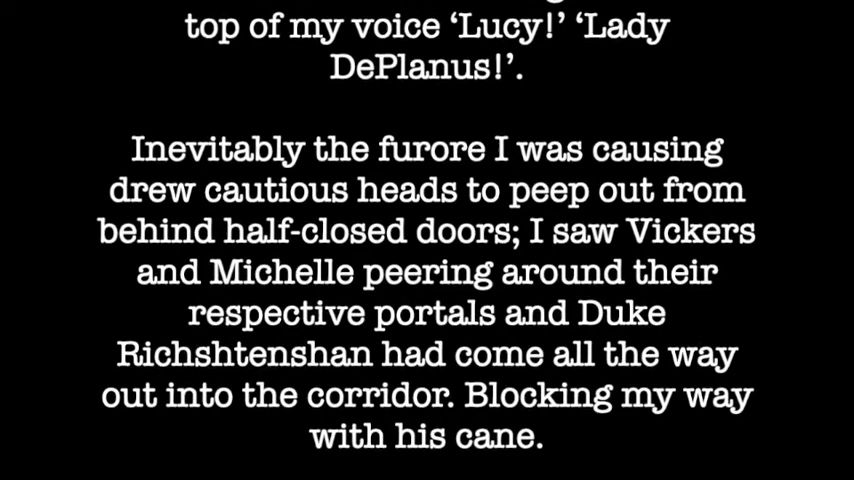 top of my voice ‘Lucy!’ ‘Lady
DePlanus!’.
Inevitably the furore I was causing
drew cautious heads to peep out from
behind half-closed doors; I saw Vickers
and Michelle peering around their
respective portals and Duke
Richshtenshan had come all the way
out into the corridor. Blocking my way
with his cane.